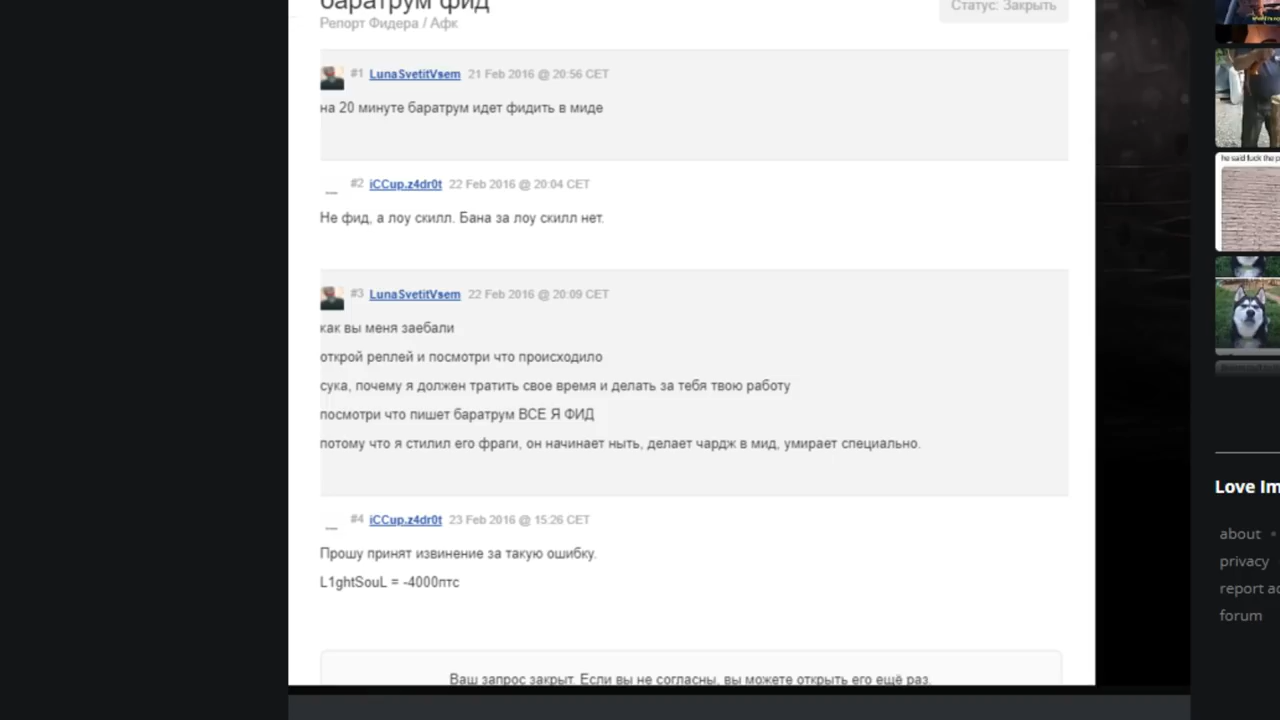 баратрум фид
Статус: Закрыть
Репорт Фидера / Афк
#1 LunaSvetitVsem 21 Feb 2016 @ 20:56 CET
на 20 минуте баратрум идет фидить в миде
#2 iCCup.z4dr0t 22 Feb 2016 @ 20:04 CET
Не фид, а лоу скилл. Бана за лоу скилл нет.
#3 LunaSvetitVsem 22 Feb 2016 @ 20:09 CET
как вы меня заебали
открой реплей и посмотри что происходило
сука, почему я должен тратить свое время и делать за тебя твою работу
посмотри что пишет баратрум ВСЕ Я ФИД
потому что я стилил его фраги, он начинает ныть, делает чардж в мид, умирает специально.
#4 iCCup.z4dr0t 23 Feb 2016 @ 15:26 CET
Прошу принят извинение за такую ошибку.
L1ghtSouL = -4000птс
Ваш запрос закрыт. Если вы не согласны, вы можете открыть его ещё раз.
he said fuck the p
Love Im
about •
privacy
report ad
forum